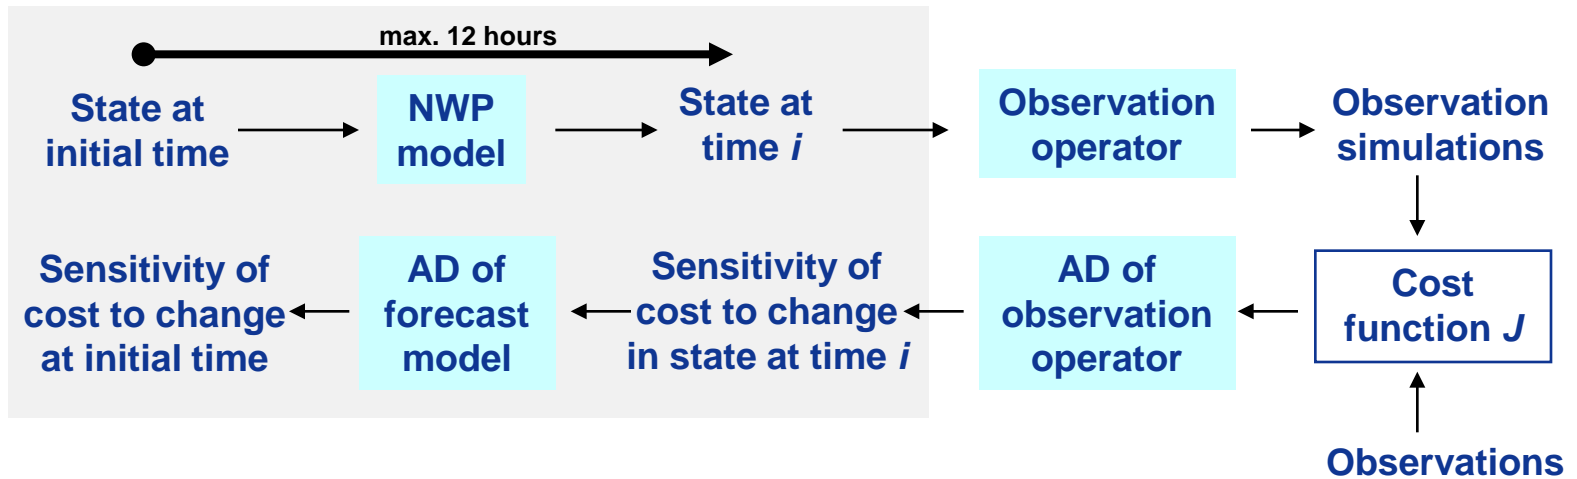 max. 12 hours
State at
initial time
NWP
model
State at
time i
Observation
operator
Observation
simulations
Sensitivity of
cost to change
at initial time
AD of
forecast
model
Sensitivity of
cost to change
in state at time i
AD of
observation
operator
Cost
function J
Observations